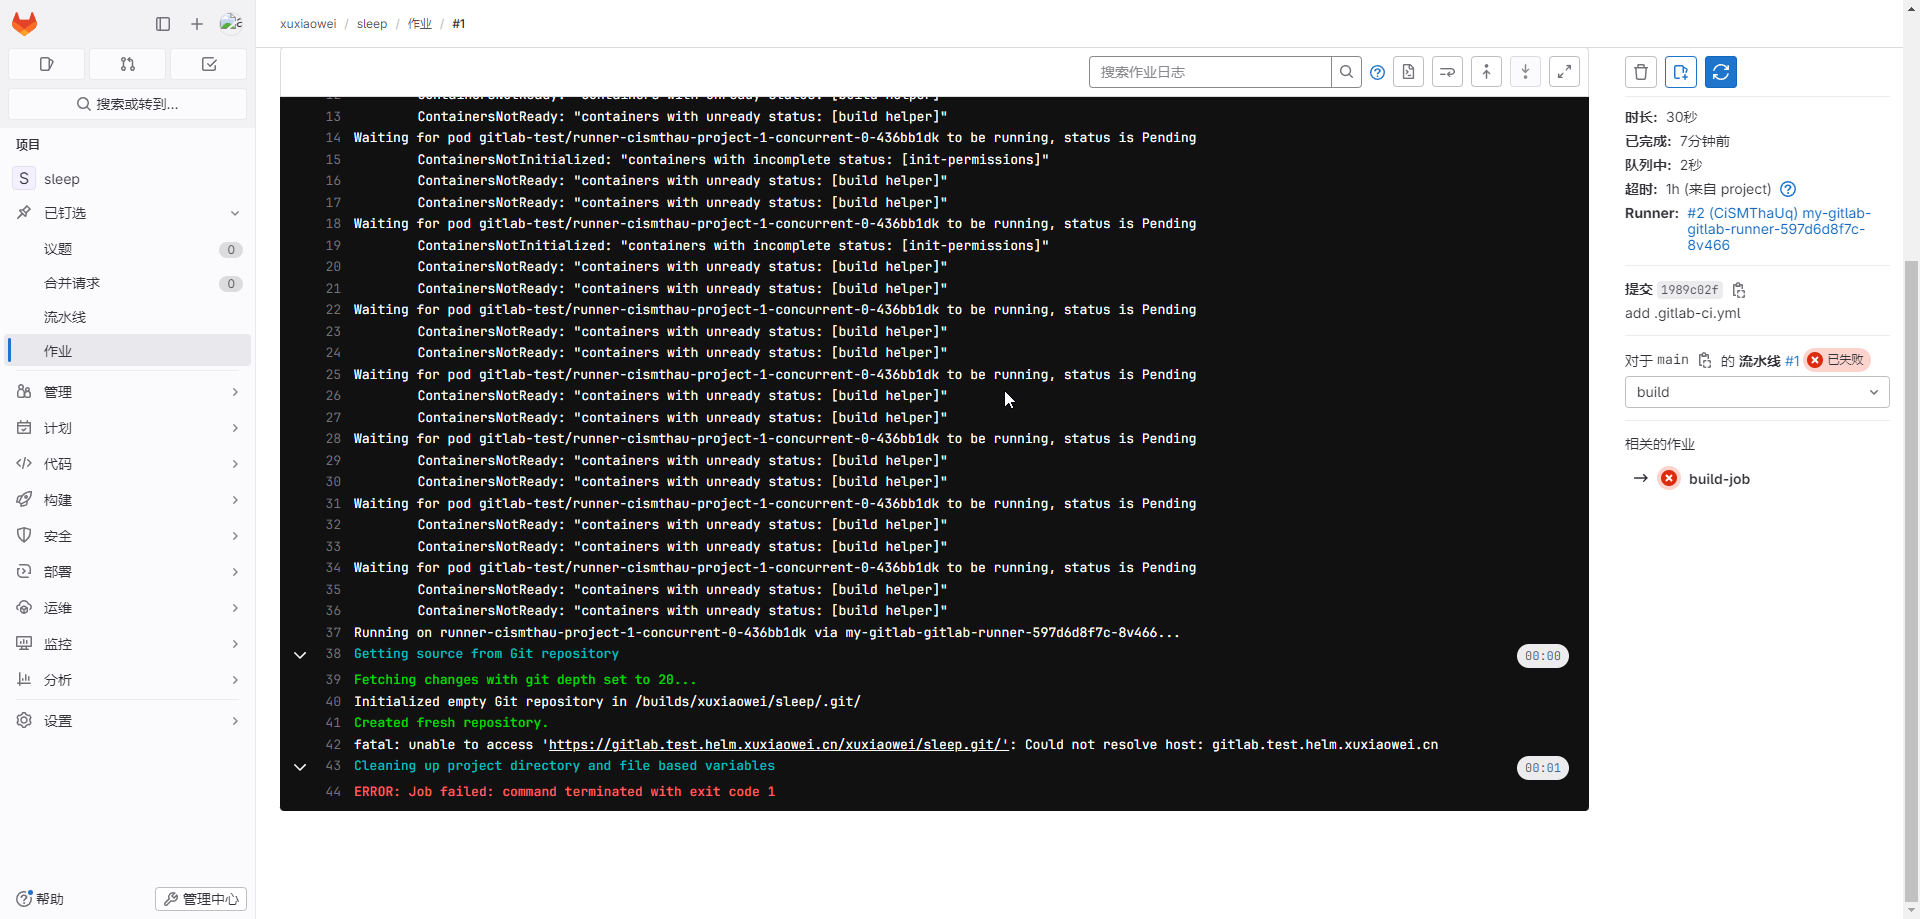 xuxiaowei / sleep / 作业 / #1
搜索或转到...
项目
S sleep
已钉选
议题 0
合并请求 0
流水线
作业
管理
计划
代码
构建
安全
部署
运维
监控
分析
设置
帮助
管理中心
搜索作业日志
12 ContainersNotReady: "containers with unready status: [build helper]"
13 ContainersNotReady: "containers with unready status: [build helper]"
14 Waiting for pod gitlab-test/runner-cismthau-project-1-concurrent-0-436bb1dk to be running, status is Pending
15 ContainersNotInitialized: "containers with incomplete status: [init-permissions]"
16 ContainersNotReady: "containers with unready status: [build helper]"
17 ContainersNotReady: "containers with unready status: [build helper]"
18 Waiting for pod gitlab-test/runner-cismthau-project-1-concurrent-0-436bb1dk to be running, status is Pending
19 ContainersNotInitialized: "containers with incomplete status: [init-permissions]"
20 ContainersNotReady: "containers with unready status: [build helper]"
21 ContainersNotReady: "containers with unready status: [build helper]"
22 Waiting for pod gitlab-test/runner-cismthau-project-1-concurrent-0-436bb1dk to be running, status is Pending
23 ContainersNotReady: "containers with unready status: [build helper]"
24 ContainersNotReady: "containers with unready status: [build helper]"
25 Waiting for pod gitlab-test/runner-cismthau-project-1-concurrent-0-436bb1dk to be running, status is Pending
26 ContainersNotReady: "containers with unready status: [build helper]"
27 ContainersNotReady: "containers with unready status: [build helper]"
28 Waiting for pod gitlab-test/runner-cismthau-project-1-concurrent-0-436bb1dk to be running, status is Pending
29 ContainersNotReady: "containers with unready status: [build helper]"
30 ContainersNotReady: "containers with unready status: [build helper]"
31 Waiting for pod gitlab-test/runner-cismthau-project-1-concurrent-0-436bb1dk to be running, status is Pending
32 ContainersNotReady: "containers with unready status: [build helper]"
33 ContainersNotReady: "containers with unready status: [build helper]"
34 Waiting for pod gitlab-test/runner-cismthau-project-1-concurrent-0-436bb1dk to be running, status is Pending
35 ContainersNotReady: "containers with unready status: [build helper]"
36 ContainersNotReady: "containers with unready status: [build helper]"
37 Running on runner-cismthau-project-1-concurrent-0-436bb1dk via my-gitlab-gitlab-runner-597d6d8f7c-8v466...
38 Getting source from Git repository 00:00
39 Fetching changes with git depth set to 20...
40 Initialized empty Git repository in /builds/xuxiaowei/sleep/.git/
41 Created fresh repository.
42 fatal: unable to access 'https://gitlab.test.helm.xuxiaowei.cn/xuxiaowei/sleep.git/': Could not resolve host: gitlab.test.helm.xuxiaowei.cn
43 Cleaning up project directory and file based variables 00:01
44 ERROR: Job failed: command terminated with exit code 1
时长: 30秒
已完成: 7分钟前
队列中: 2秒
超时: 1h (来自 project)
Runner: #2 (CiSMThaUq) my-gitlab-
gitlab-runner-597d6d8f7c-
8v466
提交 1989c02f
add .gitlab-ci.yml
对于 main 的 流水线 #1 已失败
build
相关的作业
build-job